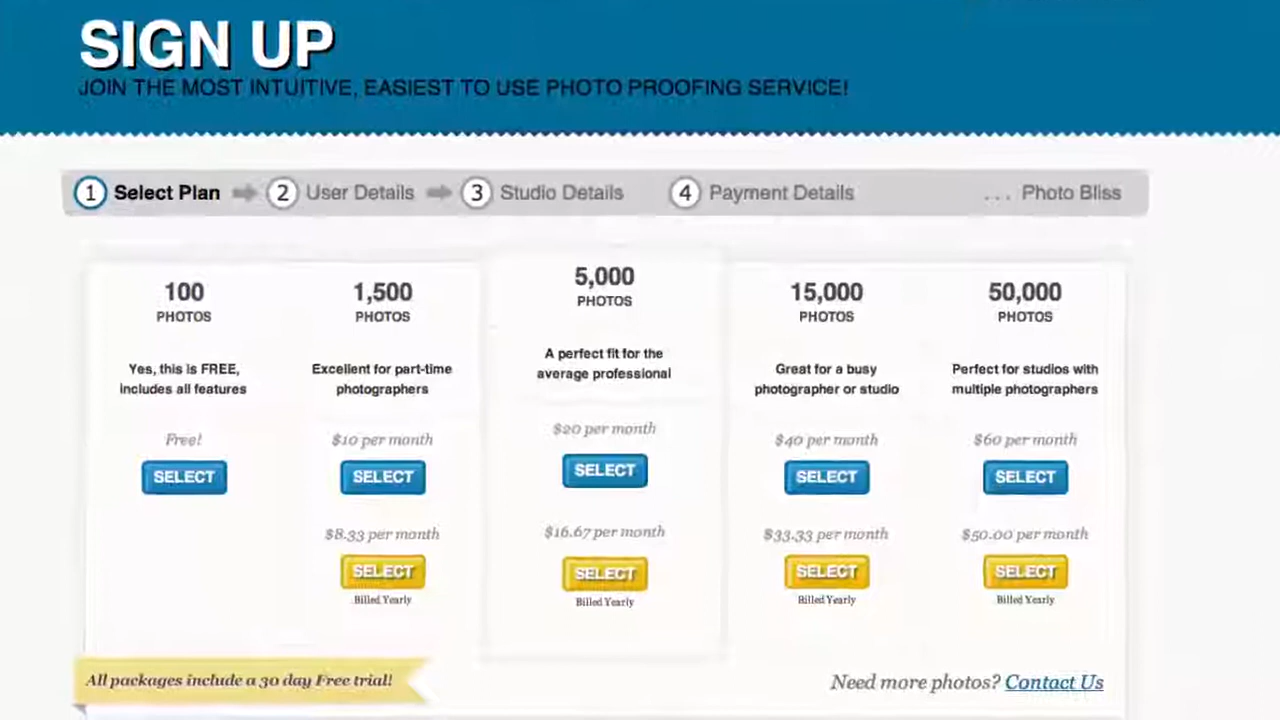 SIGN UP
JOIN THE MOST INTUITIVE, EASIEST TO USE PHOTO PROOFING SERVICE!
1 Select Plan 2 User Details 3 Studio Details 4 Payment Details ... Photo Bliss
100
PHOTOS
Yes, this is FREE,
includes all features
Free!
SELECT
1,500
PHOTOS
Excellent for part-time
photographers
$10 per month
SELECT
$8.33 per month
SELECT
Billed Yearly
5,000
PHOTOS
A perfect fit for the
average professional
$20 per month
SELECT
$16.67 per month
SELECT
Billed Yearly
15,000
PHOTOS
Great for a busy
photographer or studio
$40 per month
SELECT
$33.33 per month
SELECT
Billed Yearly
50,000
PHOTOS
Perfect for studios with
multiple photographers
$60 per month
SELECT
$50.00 per month
SELECT
Billed Yearly
All packages include a 30 day Free trial!
Need more photos? Contact Us